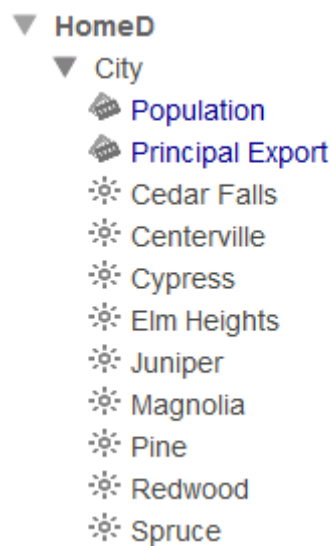 HomeD
City
Population
Principal Export
Cedar Falls
Centerville
Cypress
Elm Heights
Juniper
Magnolia
Pine
Redwood
Spruce